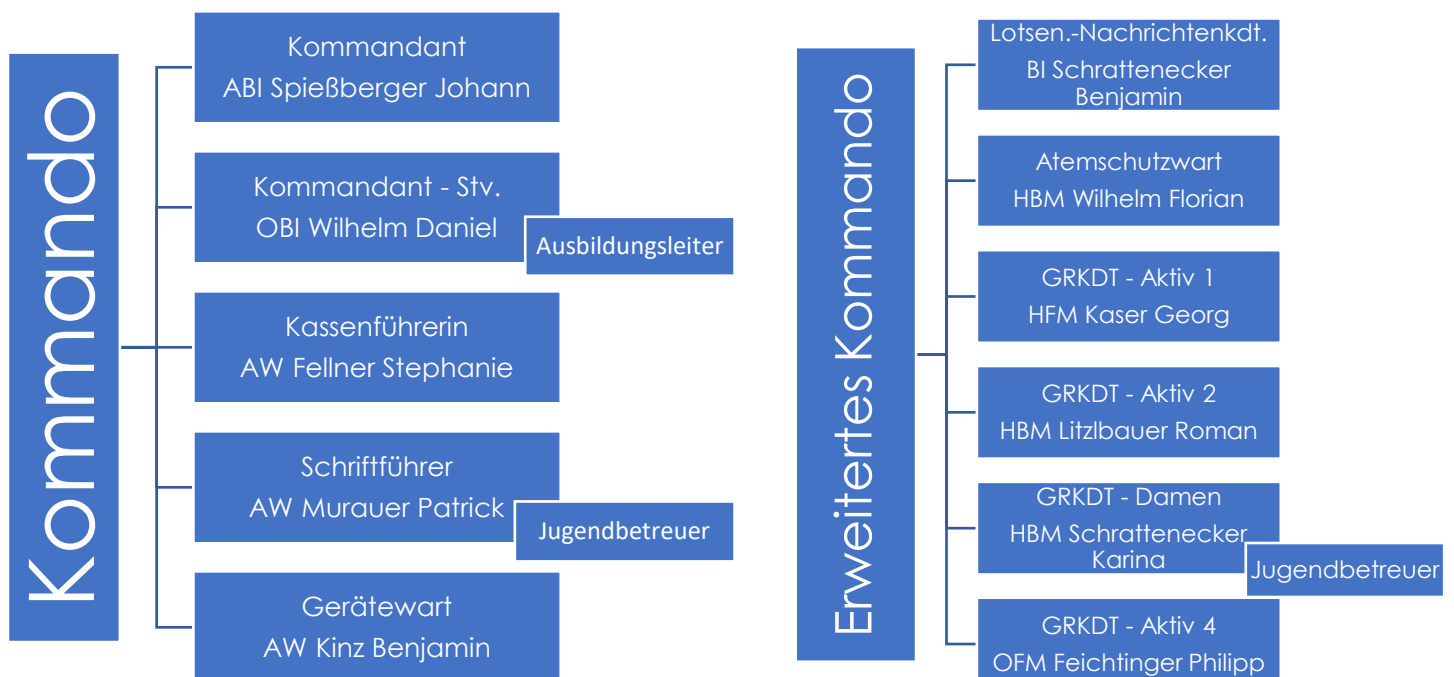 Kommando
Kommandant
ABI Spießberger Johann
Kommandant - Stv.
OBI Wilhelm Daniel
Ausbildungsleiter
Kassenführerin
AW Fellner Stephanie
Schriftführer
AW Murauer Patrick
Jugendbetreuer
Gerätewart
AW Kinz Benjamin
Erweitertes Kommando
Lotsen.-Nachrichtenkdt.
BI Schrattenecker
Benjamin
Atemschutzwart
HBM Wilhelm Florian
GRKDT - Aktiv 1
HFM Kaser Georg
GRKDT - Aktiv 2
HBM Litzlbauer Roman
GRKDT - Damen
HBM Schrattenecker
Karina
Jugendbetreuer
GRKDT - Aktiv 4
OFM Feichtinger Philipp